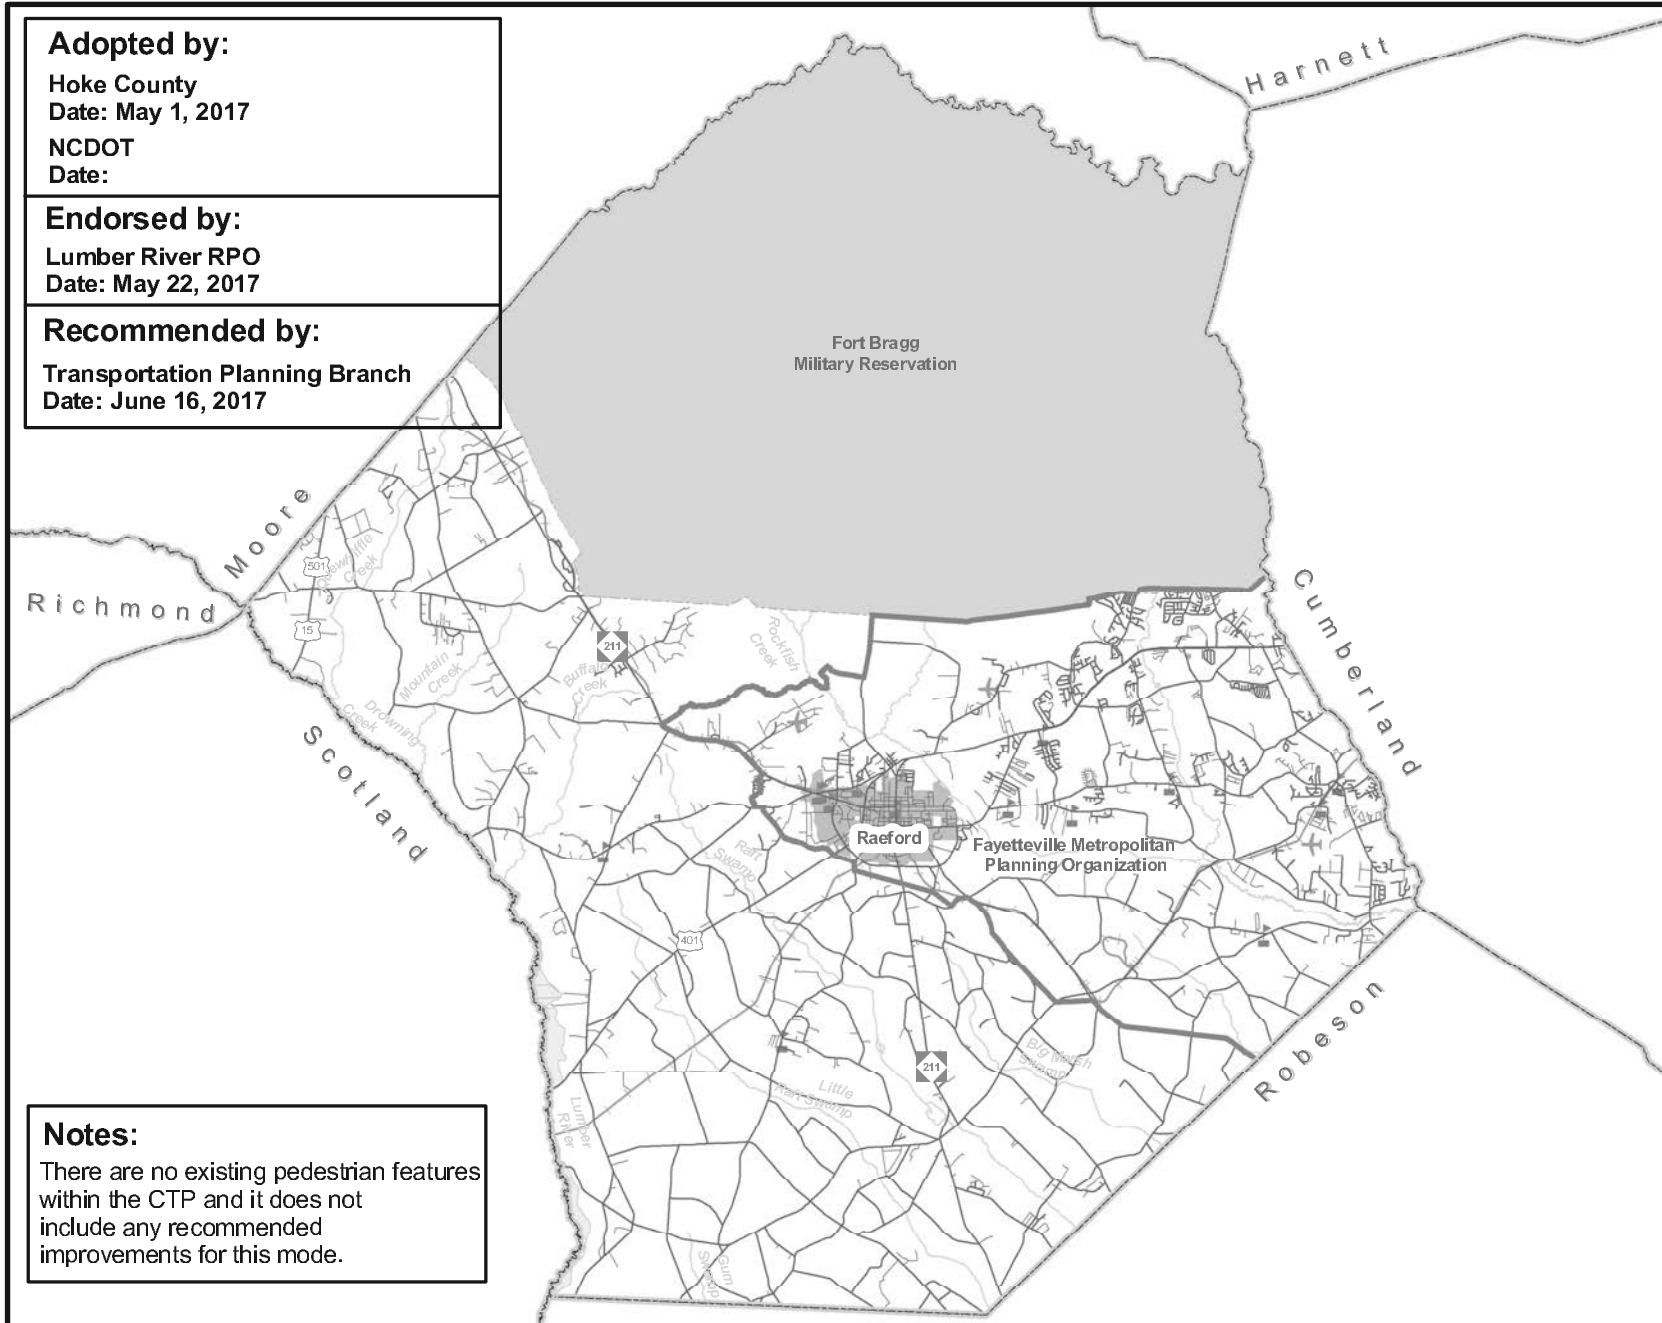 Adopted by:
Hoke County
Date: May 1, 2017
NCDOT
Date:
Endorsed by:
Lumber River RPO
Date: May 22, 2017
Recommended by:
Transportation Planning Branch
Date: June 16, 2017
Harnett
Fort Bragg
Military Reservation
Moore
Richmond
501
Creek
15
211
Mountain
Creek
Buffalo
Creek
Rockfish
Creek
Drowning
Creek
Scotland
Cumberland
Raeford
Fayetteville Metropolitan
Planning Organization
Raft
Swamp
401
211
Big Marsh
Swamp
Little
Raft Swamp
Lumber
River
Gum
Swamp
Robeson
Notes:
There are no existing pedestrian features
within the CTP and it does not
include any recommended
improvements for this mode.